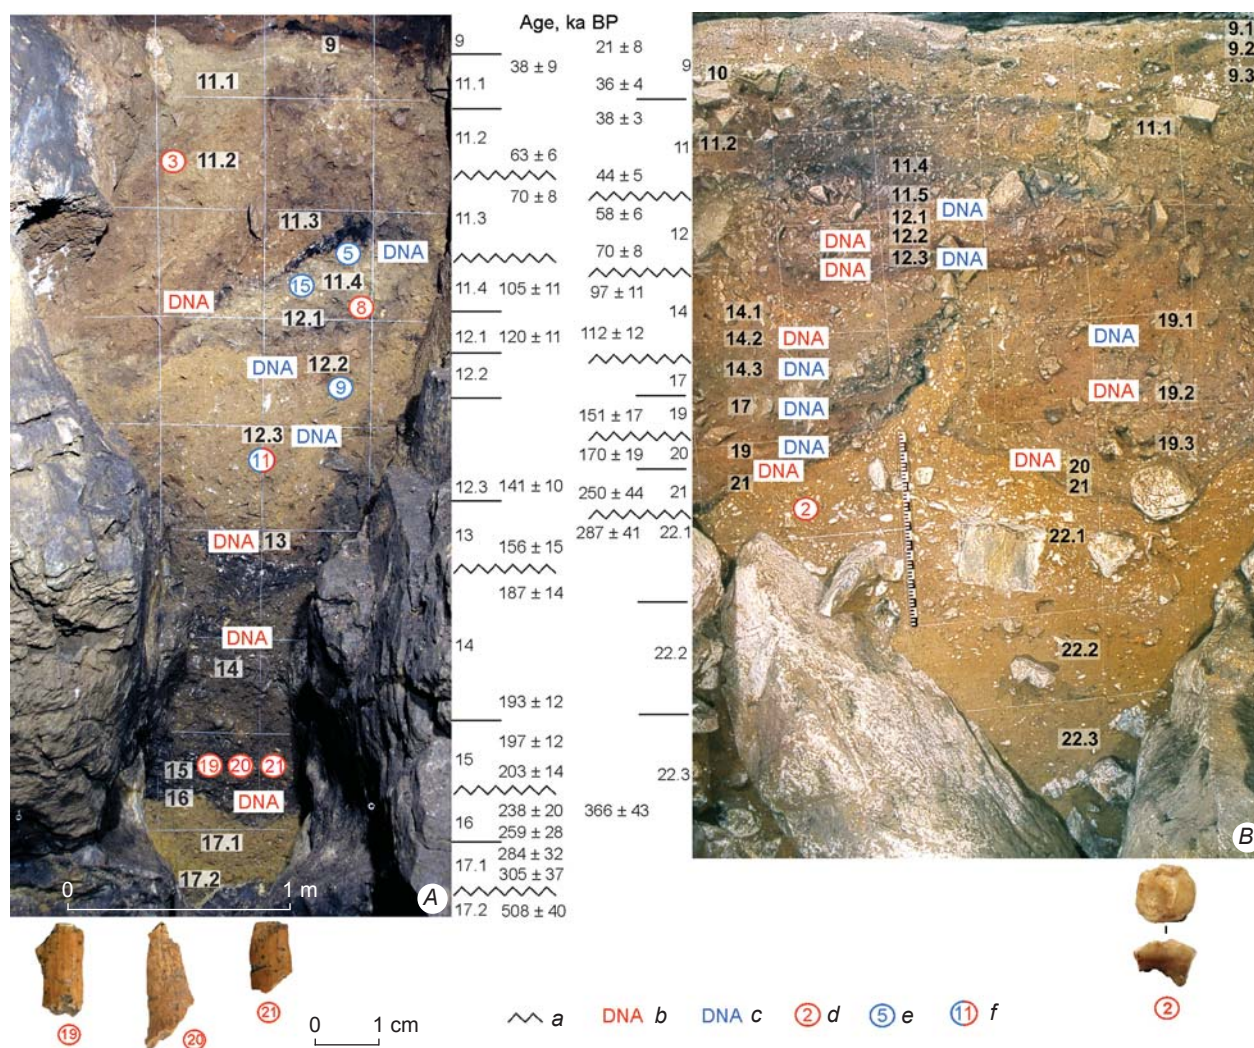 Age, ka BP
9
11.1
3
11.2
11.3
5
DNA
15
11.4
DNA
8
12.1
DNA
12.2
9
12.3
DNA
11
DNA
13
DNA
14
15
19
20
21
16
DNA
17.1
17.2
0
1 m
A
9
38 ± 9
11.1
11.2
63 ± 6
70 ± 8
11.3
11.4
105 ± 11
12.1
120 ± 11
12.2
12.3
141 ± 10
13
156 ± 15
187 ± 14
14
193 ± 12
197 ± 12
15
203 ± 14
238 ± 20
16
259 ± 28
284 ± 32
17.1
305 ± 37
17.2
508 ± 40
21 ± 8
9
36 ± 4
38 ± 3
11
44 ± 5
58 ± 6
12
70 ± 8
97 ± 11
14
112 ± 12
17
151 ± 17
19
170 ± 19
20
250 ± 44
21
287 ± 41
22.1
22.2
22.3
366 ± 43
9.1
9.2
9.3
10
11.1
11.2
11.4
11.5
12.1
DNA
DNA
12.2
12.3
DNA
DNA
14.1
19.1
14.2
DNA
DNA
14.3
DNA
DNA
19.2
17
DNA
19
DNA
19.3
DNA
DNA
20
21
21
2
22.1
22.2
22.3
B
19
20
21
0
1 cm
a
DNA b
DNA c
2 d
5 e
11 f
2